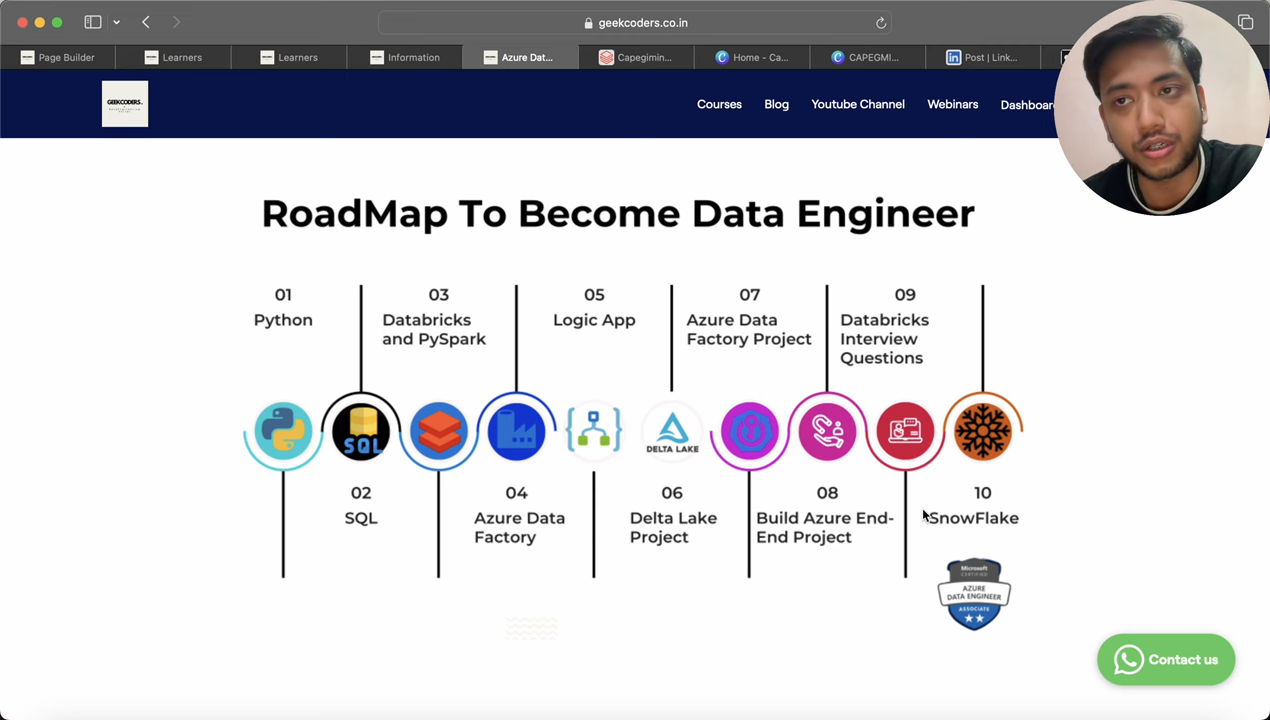 geekcoders.co.in
Page Builder
Learners
Learners
Information
Azure Dat...
Capegimin...
Home - Ca...
CAPEGMI...
Post | Link...
GEEKCODERS
Courses
Blog
Youtube Channel
Webinars
Dashboar
RoadMap To Become Data Engineer
01
Python
03
Databricks
and PySpark
05
Logic App
07
Azure Data
Factory Project
09
Databricks
Interview
Questions
SQL
DELTA LAKE
02
SQL
04
Azure Data
Factory
06
Delta Lake
Project
08
Build Azure End-
End Project
10
SnowFlake
Microsoft
CERTIFIED
AZURE
DATA ENGINEER
ASSOCIATE
Contact us